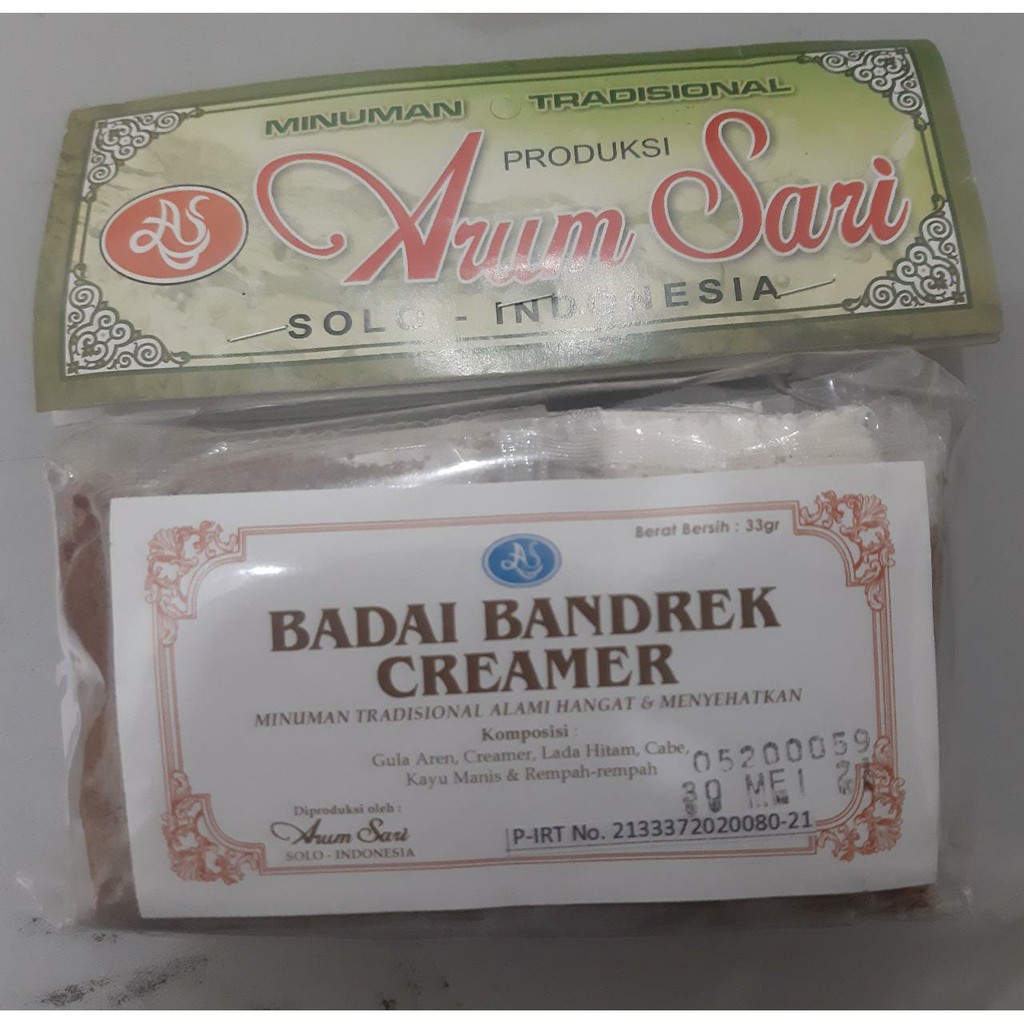 MINUMAN TRADISIONAL
PRODUKSI
Arum Sari
AS
SOLO - INDONESIA
Berat Bersih : 33gr
AS
BADAI BANDREK
CREAMER
MINUMAN TRADISIONAL ALAMI HANGAT & MENYEHATKAN
Komposisi :
Gula Aren, Creamer, Lada Hitam, Cabe,
Kayu Manis & Rempah-rempah
05200059
30 MEI
Diproduksi oleh :
Arum Sari
SOLO - INDONESIA
P-IRT No. 2133372020080-21